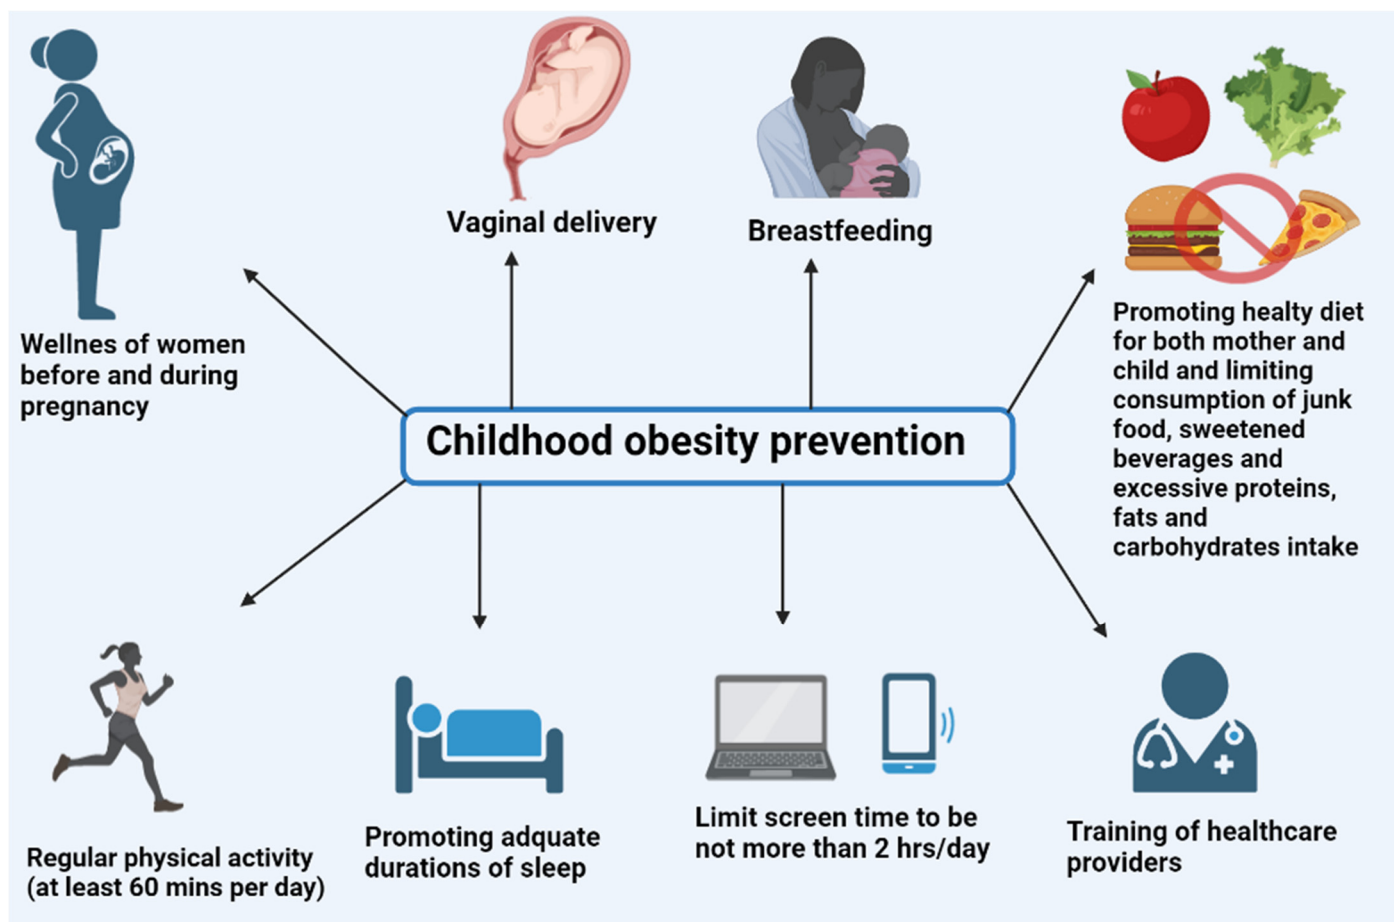 Vaginal delivery
Breastfeeding
Wellnes of women
before and during
pregnancy
Promoting healty diet
for both mother and
child and limiting
consumption of junk
food, sweetened
beverages and
excessive proteins,
fats and
carbohydrates intake
Childhood obesity prevention
Regular physical activity
(at least 60 mins per day)
Promoting adquate
durations of sleep
Limit screen time to be
not more than 2 hrs/day
Training of healthcare
providers